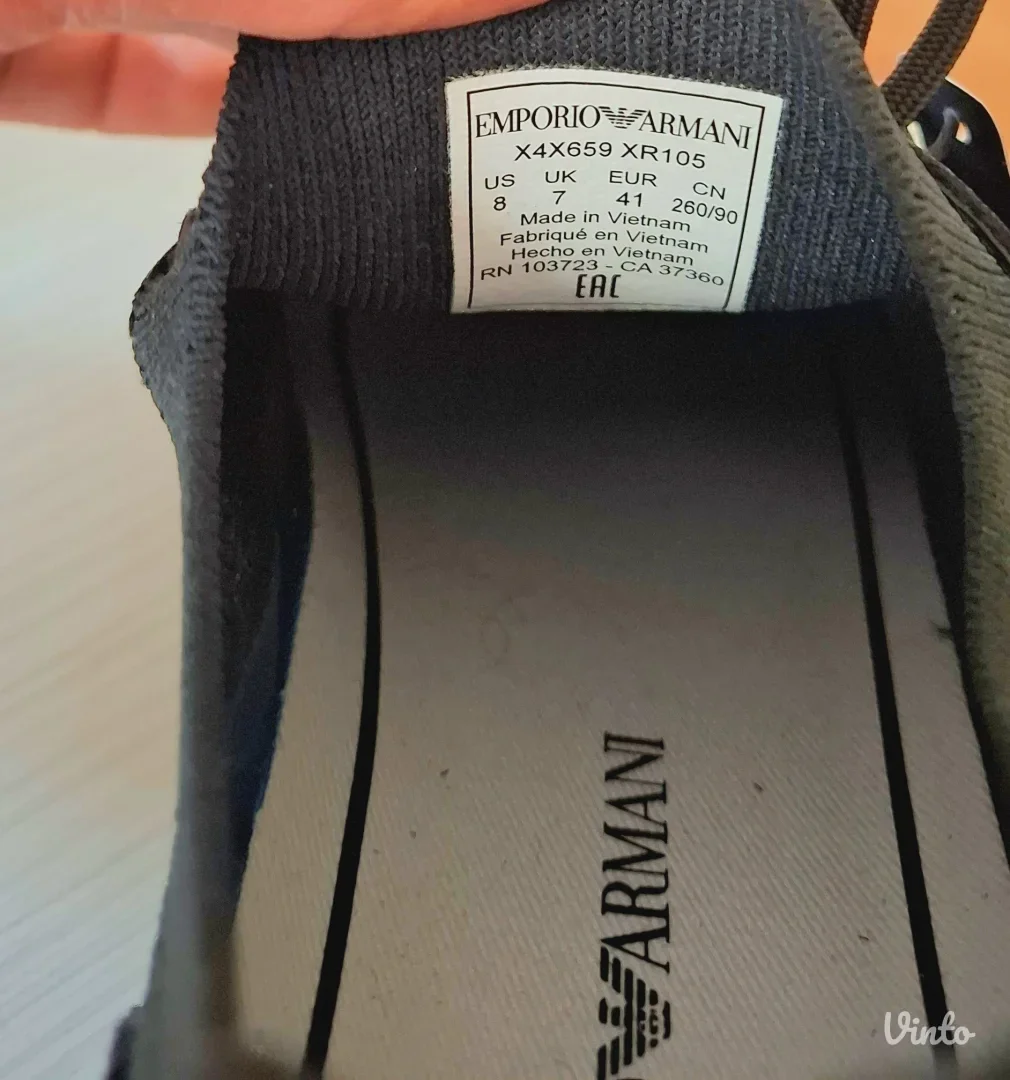 EMPORIO ARMANI
X4X659 XR105
US UK EUR CN
8 7 41 260/90
Made in Vietnam
Fabriqué en Vietnam
Hecho en Vietnam
RN 103723 - CA 37360
EAC
ARMANI
Vinto